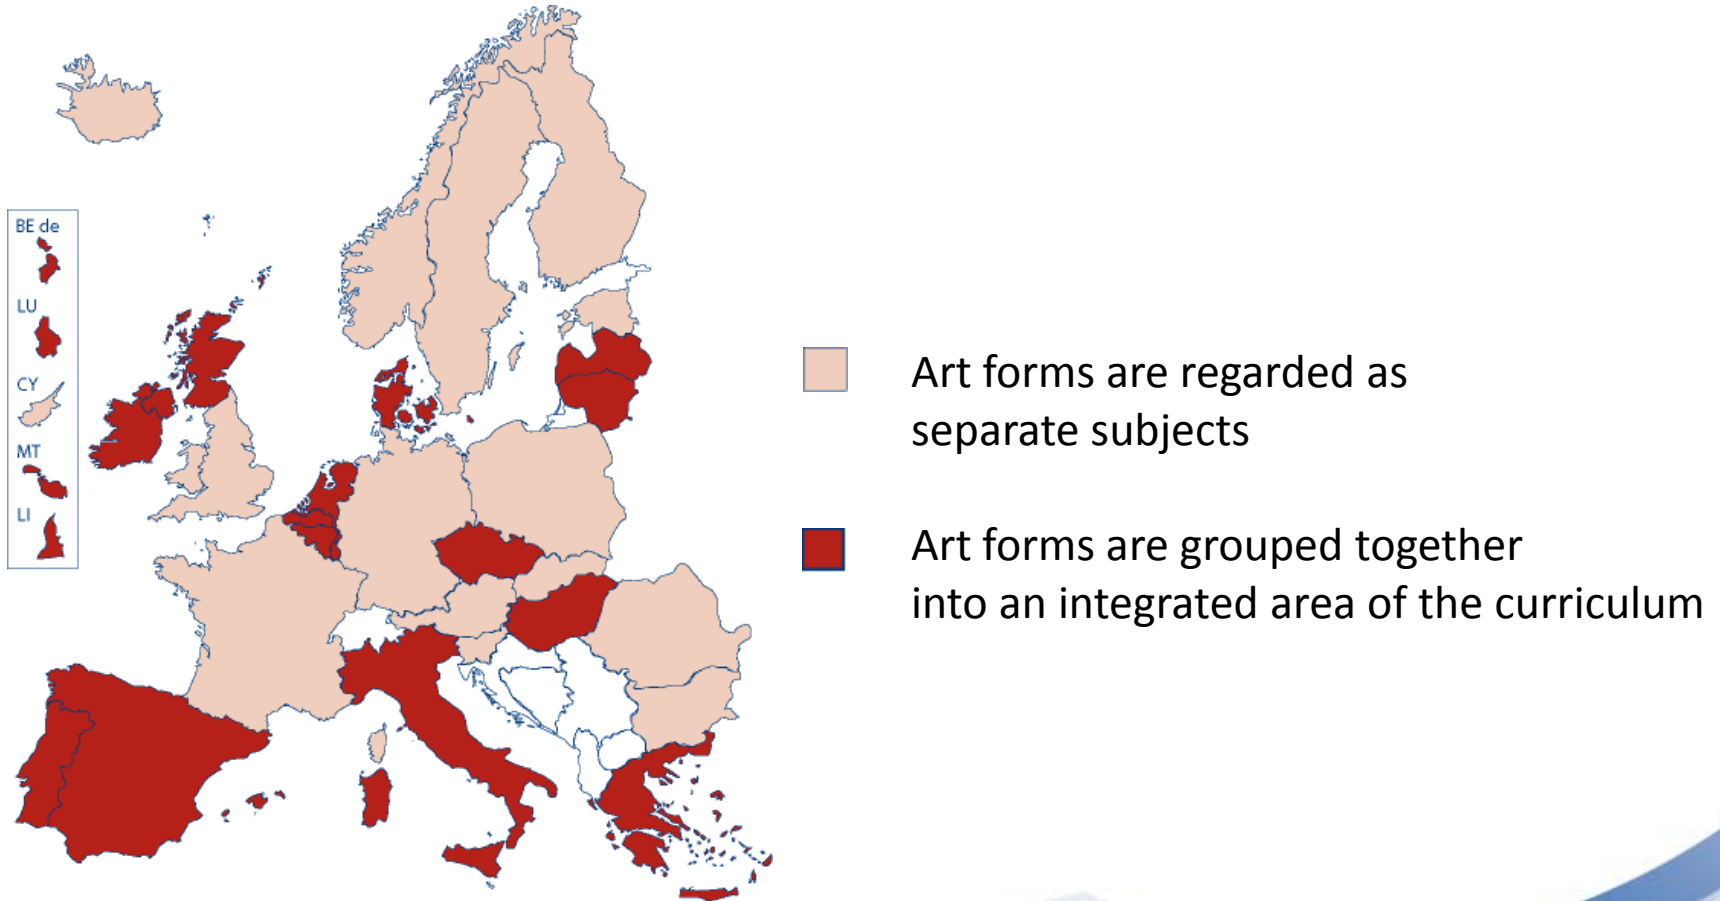 BE de
LU
CY
MT
LI
Art forms are regarded as
separate subjects
Art forms are grouped together
into an integrated area of the curriculum